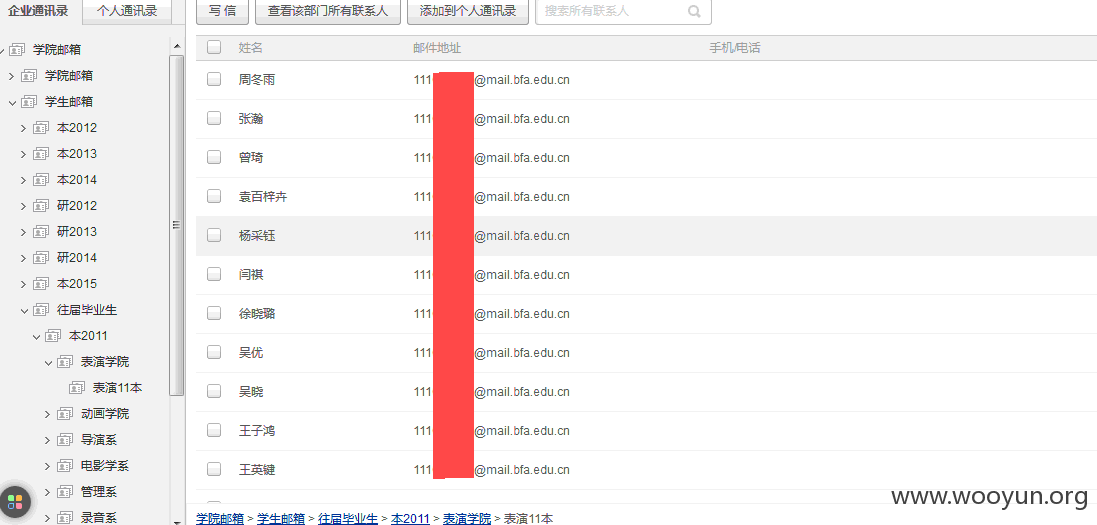 企业通讯录 个人通讯录
写 信 查看该部门所有联系人 添加到个人通讯录 搜索所有联系人
学院邮箱
学院邮箱
学生邮箱
本2012
本2013
本2014
研2012
研2013
研2014
本2015
往届毕业生
本2011
表演学院
表演11本
动画学院
导演系
电影学系
管理系
录音系
姓名 邮件地址 手机/电话
周冬雨 111 @mail.bfa.edu.cn
张瀚 111 @mail.bfa.edu.cn
曾琦 111 @mail.bfa.edu.cn
袁百梓卉 111 @mail.bfa.edu.cn
杨采钰 111 @mail.bfa.edu.cn
闫祺 111 @mail.bfa.edu.cn
徐晓璐 111 @mail.bfa.edu.cn
吴优 111 @mail.bfa.edu.cn
吴晓 111 @mail.bfa.edu.cn
王子鸿 111 @mail.bfa.edu.cn
王英键 111 @mail.bfa.edu.cn
学院邮箱 > 学生邮箱 > 往届毕业生 > 本2011 > 表演学院 > 表演11本
www.wooyun.org